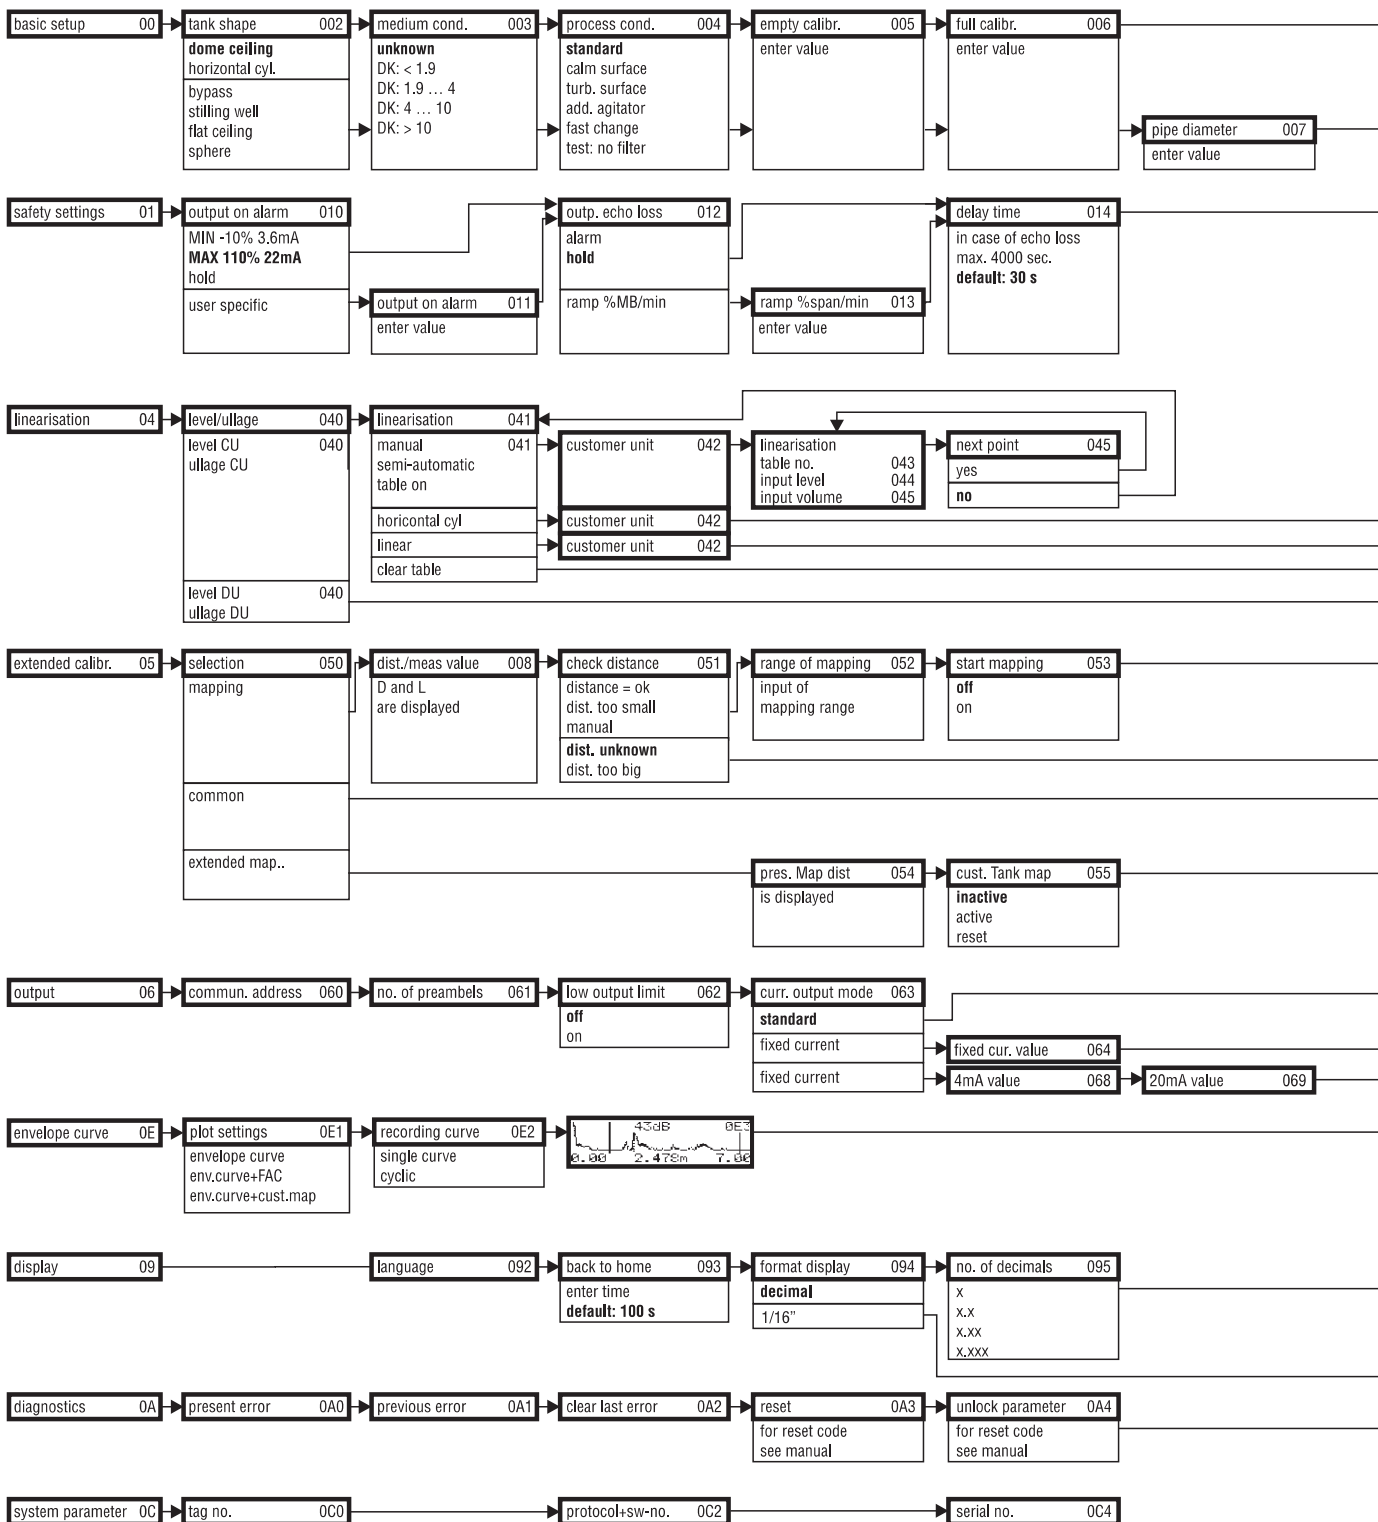 basic setup 00 tank shape 002 medium cond. 003 process cond. 004 empty calibr. 005 full calibr. 006
dome ceiling unknown standard enter value enter value
horizontal cyl. DK: < 1.9 calm surface
bypass DK: 1.9 ... 4 turb. surface
stilling well DK: 4 ... 10 add. agitator
flat ceiling DK: > 10 fast change pipe diameter 007
sphere test: no filter enter value
safety settings 01 output on alarm 010 outp. echo loss 012 delay time 014
MIN -10% 3.6mA alarm in case of echo loss
MAX 110% 22mA hold max. 4000 sec.
hold default: 30 s
user specific output on alarm 011 ramp %MB/min ramp %span/min 013
enter value enter value
linearisation 04 level/ullage 040 linearisation 041
level CU 040 manual 041 customer unit 042 linearisation next point 045
ullage CU semi-automatic table no. 043 yes
table on input level 044
input volume 045 no
horicontal cyl customer unit 042
linear customer unit 042
clear table
level DU 040
ullage DU
extended calibr. 05 selection 050 dist./meas value 008 check distance 051 range of mapping 052 start mapping 053
mapping D and L distance = ok input of off
are displayed dist. too small mapping range on
manual
dist. unknown
dist. too big
common
extended map.. pres. Map dist 054 cust. Tank map 055
is displayed inactive
active
reset
output 06 commun. address 060 no. of preambels 061 low output limit 062 curr. output mode 063
off standard
on fixed current fixed cur. value 064
fixed current 4mA value 068 20mA value 069
envelope curve 0E plot settings 0E1 recording curve 0E2 43dB 0E3
envelope curve single curve 0.00 2.478m 7.00
env.curve+FAC cyclic
env.curve+cust.map
display 09 language 092 back to home 093 format display 094 no. of decimals 095
enter time decimal x
default: 100 s 1/16" x.x
x.xx
x.xxx
diagnostics 0A present error 0A0 previous error 0A1 clear last error 0A2 reset 0A3 unlock parameter 0A4
for reset code for reset code
see manual see manual
system parameter 0C tag no. 0C0 protocol+sw-no. 0C2 serial no. 0C4